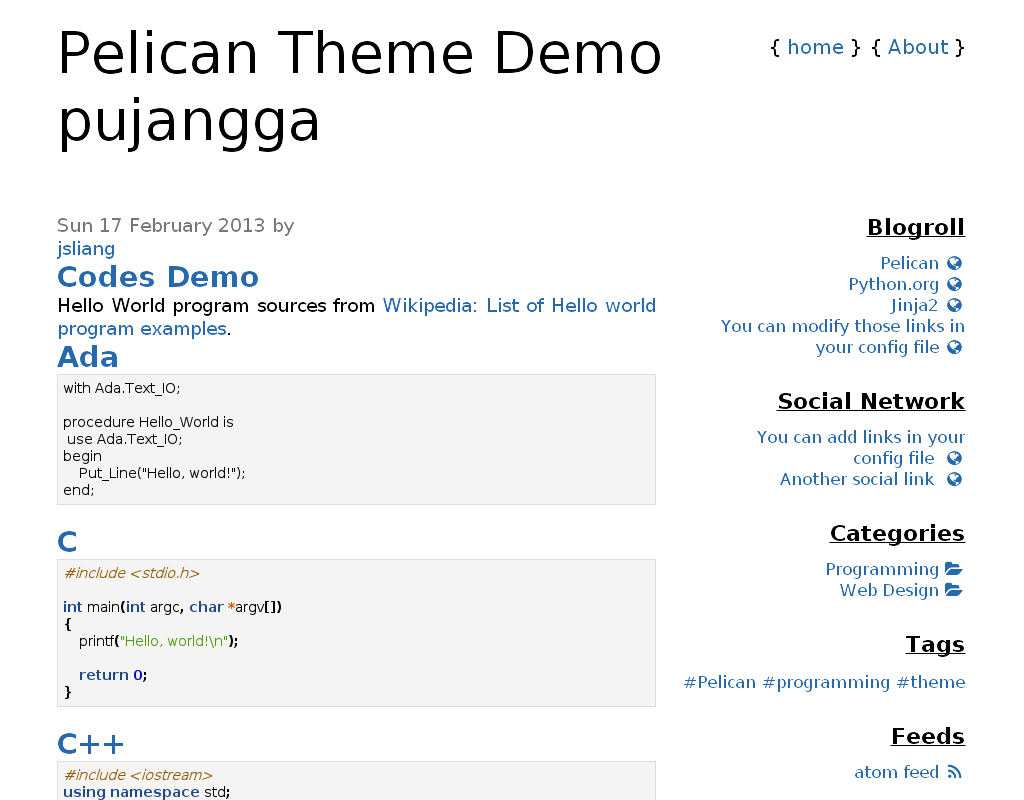 Pelican Theme Demo
pujangga
{ home } { About }
Sun 17 February 2013 by
jsliang
Codes Demo
Hello World program sources from Wikipedia: List of Hello world
program examples.
Ada
with Ada.Text_IO;
procedure Hello_World is
 use Ada.Text_IO;
begin
    Put_Line("Hello, world!");
end;
C
#include <stdio.h>
int main(int argc, char *argv[])
{
    printf("Hello, world!\n");
    return 0;
}
C++
#include <iostream>
using namespace std;
Blogroll
Pelican
Python.org
Jinja2
You can modify those links in
your config file
Social Network
You can add links in your
config file
Another social link
Categories
Programming
Web Design
Tags
#Pelican #programming #theme
Feeds
atom feed